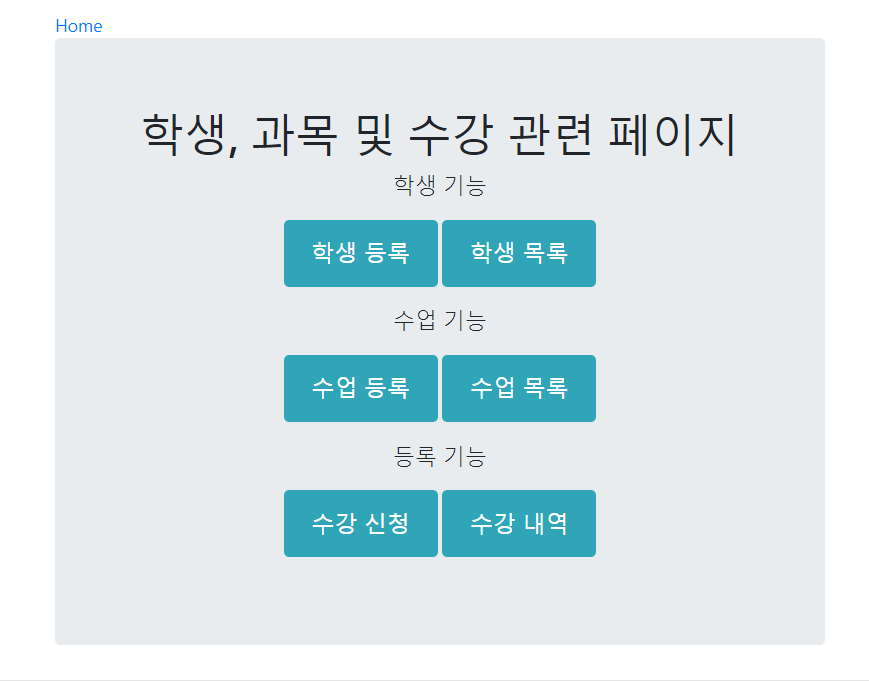 Home
학생, 과목 및 수강 관련 페이지
학생 기능
학생 등록 학생 목록
수업 기능
수업 등록 수업 목록
등록 기능
수강 신청 수강 내역